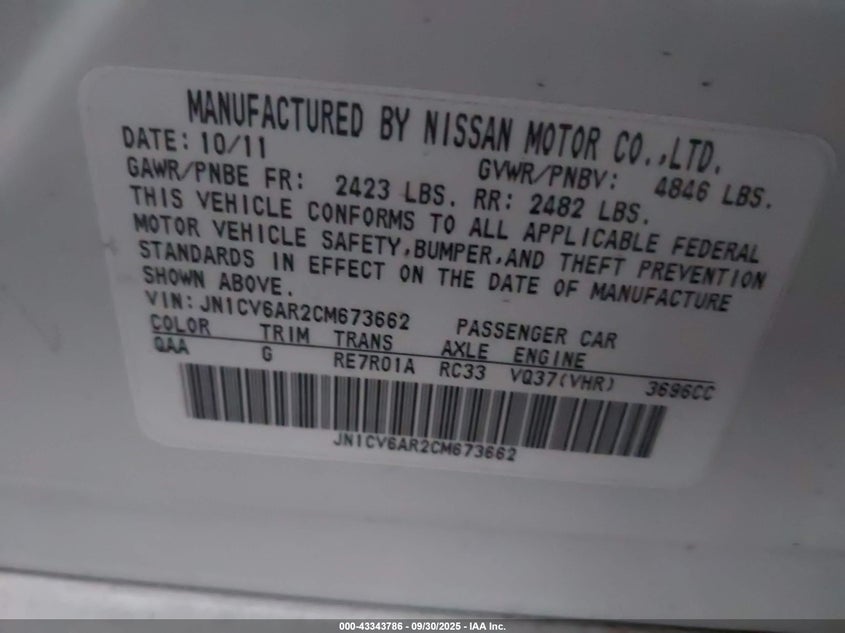 MANUFACTURED BY NISSAN MOTOR CO.,LTD.
DATE: 10/11 GVWR/PNBV: 4846 LBS.
GAWR/PNBE FR: 2423 LBS. RR: 2482 LBS.
THIS VEHICLE CONFORMS TO ALL APPLICABLE FEDERAL
MOTOR VEHICLE SAFETY,BUMPER,AND THEFT PREVENTION
STANDARDS IN EFFECT ON THE DATE OF MANUFACTURE
SHOWN ABOVE.
VIN: JN1CV6AR2CM673662 PASSENGER CAR
COLOR TRIM TRANS AXLE ENGINE
QAA G RE7R01A RC33 VQ37(VHR) 3696CC
JN1CV6AR2CM673662
000-43343786 - 09/30/2025 - IAA Inc.